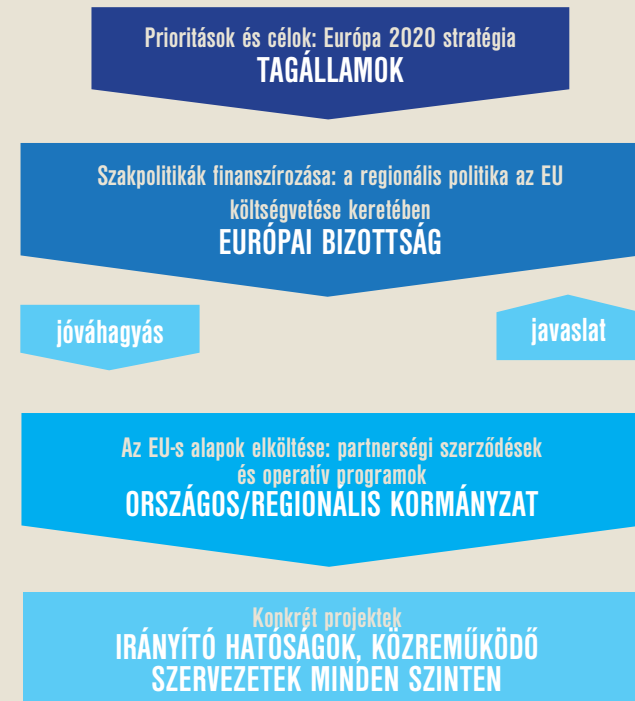 Prioritások és célok: Európa 2020 stratégia
TAGÁLLAMOK
Szakpolitikák finanszírozása: a regionális politika az EU
költségvetése keretében
EURÓPAI BIZOTTSÁG
jóváhagyás
javaslat
Az EU-s alapok elköltése: partnerségi szerződések
és operatív programok
ORSZÁGOS/REGIONÁLIS KORMÁNYZAT
Konkrét projektek
IRÁNYÍTÓ HATÓSÁGOK, KÖZREMŰKÖDŐ
SZERVEZETEK MINDEN SZINTEN